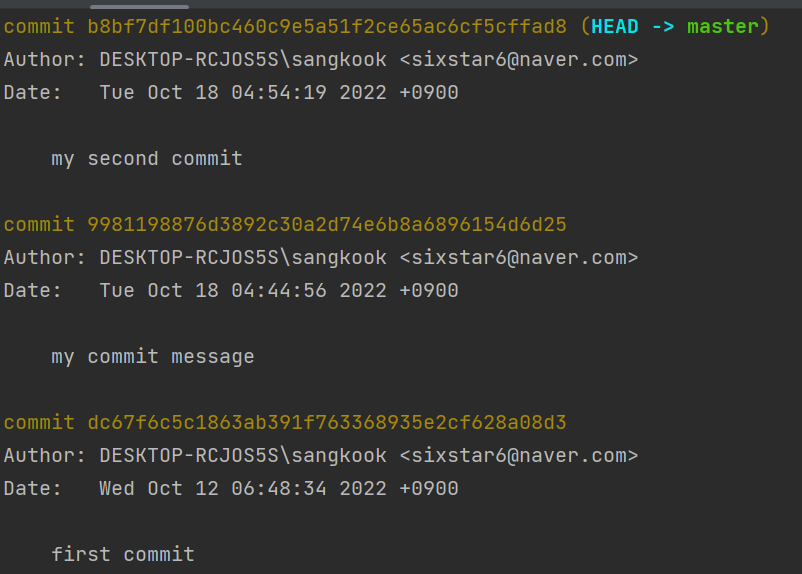 commit b8bf7df100bc460c9e5a51f2ce65ac6cf5cffad8 (HEAD -> master)
Author: DESKTOP-RCJOS5S\sangkook <sixstar6@naver.com>
Date:   Tue Oct 18 04:54:19 2022 +0900
    my second commit
commit 9981198876d3892c30a2d74e6b8a6896154d6d25
Author: DESKTOP-RCJOS5S\sangkook <sixstar6@naver.com>
Date:   Tue Oct 18 04:44:56 2022 +0900
    my commit message
commit dc67f6c5c1863ab391f763368935e2cf628a08d3
Author: DESKTOP-RCJOS5S\sangkook <sixstar6@naver.com>
Date:   Wed Oct 12 06:48:34 2022 +0900
    first commit